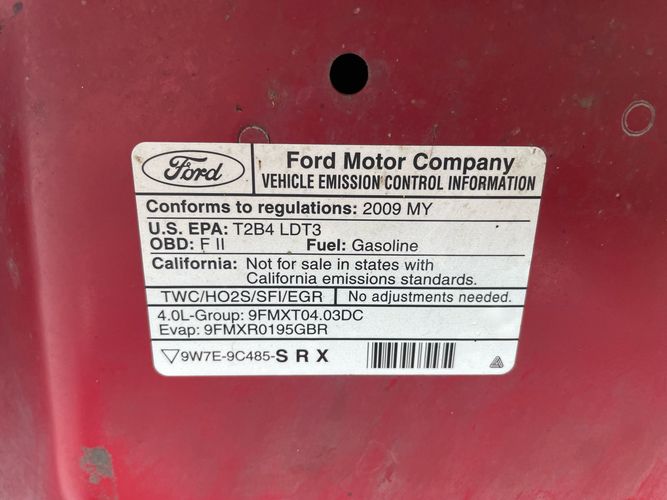 Ford
Ford Motor Company
VEHICLE EMISSION CONTROL INFORMATION
Conforms to regulations: 2009 MY
U.S. EPA: T2B4 LDT3
OBD: F II Fuel: Gasoline
California: Not for sale in states with
California emissions standards.
TWC/HO2S/SFI/EGR No adjustments needed.
4.0L-Group: 9FMXT04.03DC
Evap: 9FMXR0195GBR
9W7E-9C485-S R X